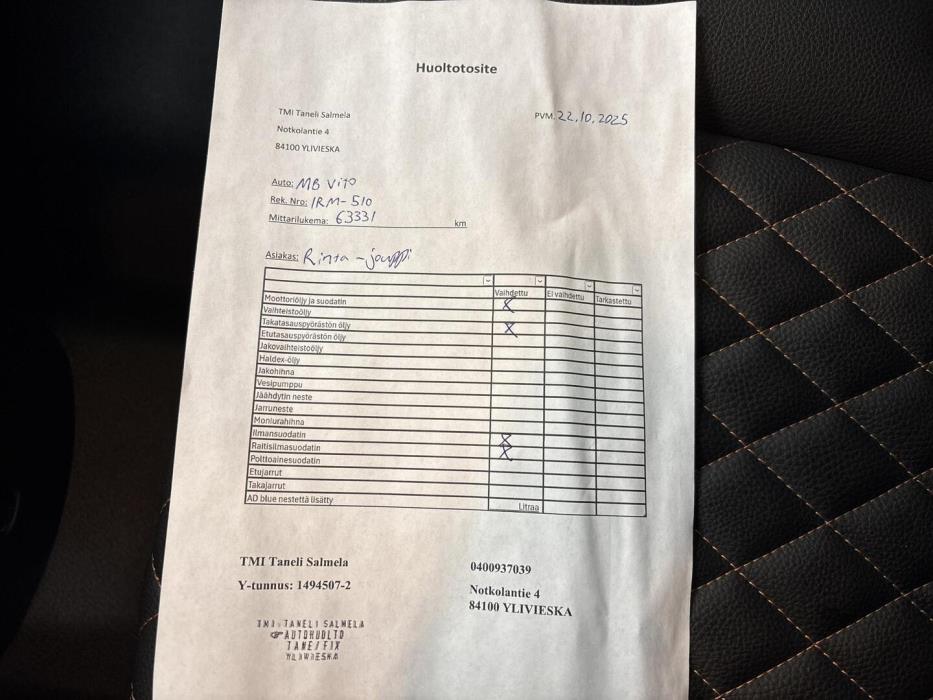 Huoltotosite
TMI Taneli Salmela
PVM. 22.10.2025
Notkolantie 4
84100 YLIVIESKA
Auto: MB Vito
Rek. Nro: IRM-510
Mittarilukema: 63331 km
Asiakas: Rinta-jouppi
Vaihdettu Ei vaihdettu Tarkastettu
Moottoriöljy ja suodatin X
Vaihteistoöljy
Takatasauspyörästön öljy X
Etutasauspyörästön öljy
Jakovaihteistoöljy
Haldex-öljy
Jakohihna
Vesipumppu
Jäähdytin neste
Jarruneste
Moniurahihna
Ilmansuodatin X
Raitisilmasuodatin X
Polttoainesuodatin
Etujarrut
Takajarrut
AD blue nestettä lisätty Litraa
TMI Taneli Salmela
0400937039
Y-tunnus: 1494507-2
Notkolantie 4
84100 YLIVIESKA
TMI TANELI SALMELA
AUTOHUOLTO
TANE/FIX
YLIVIESKA